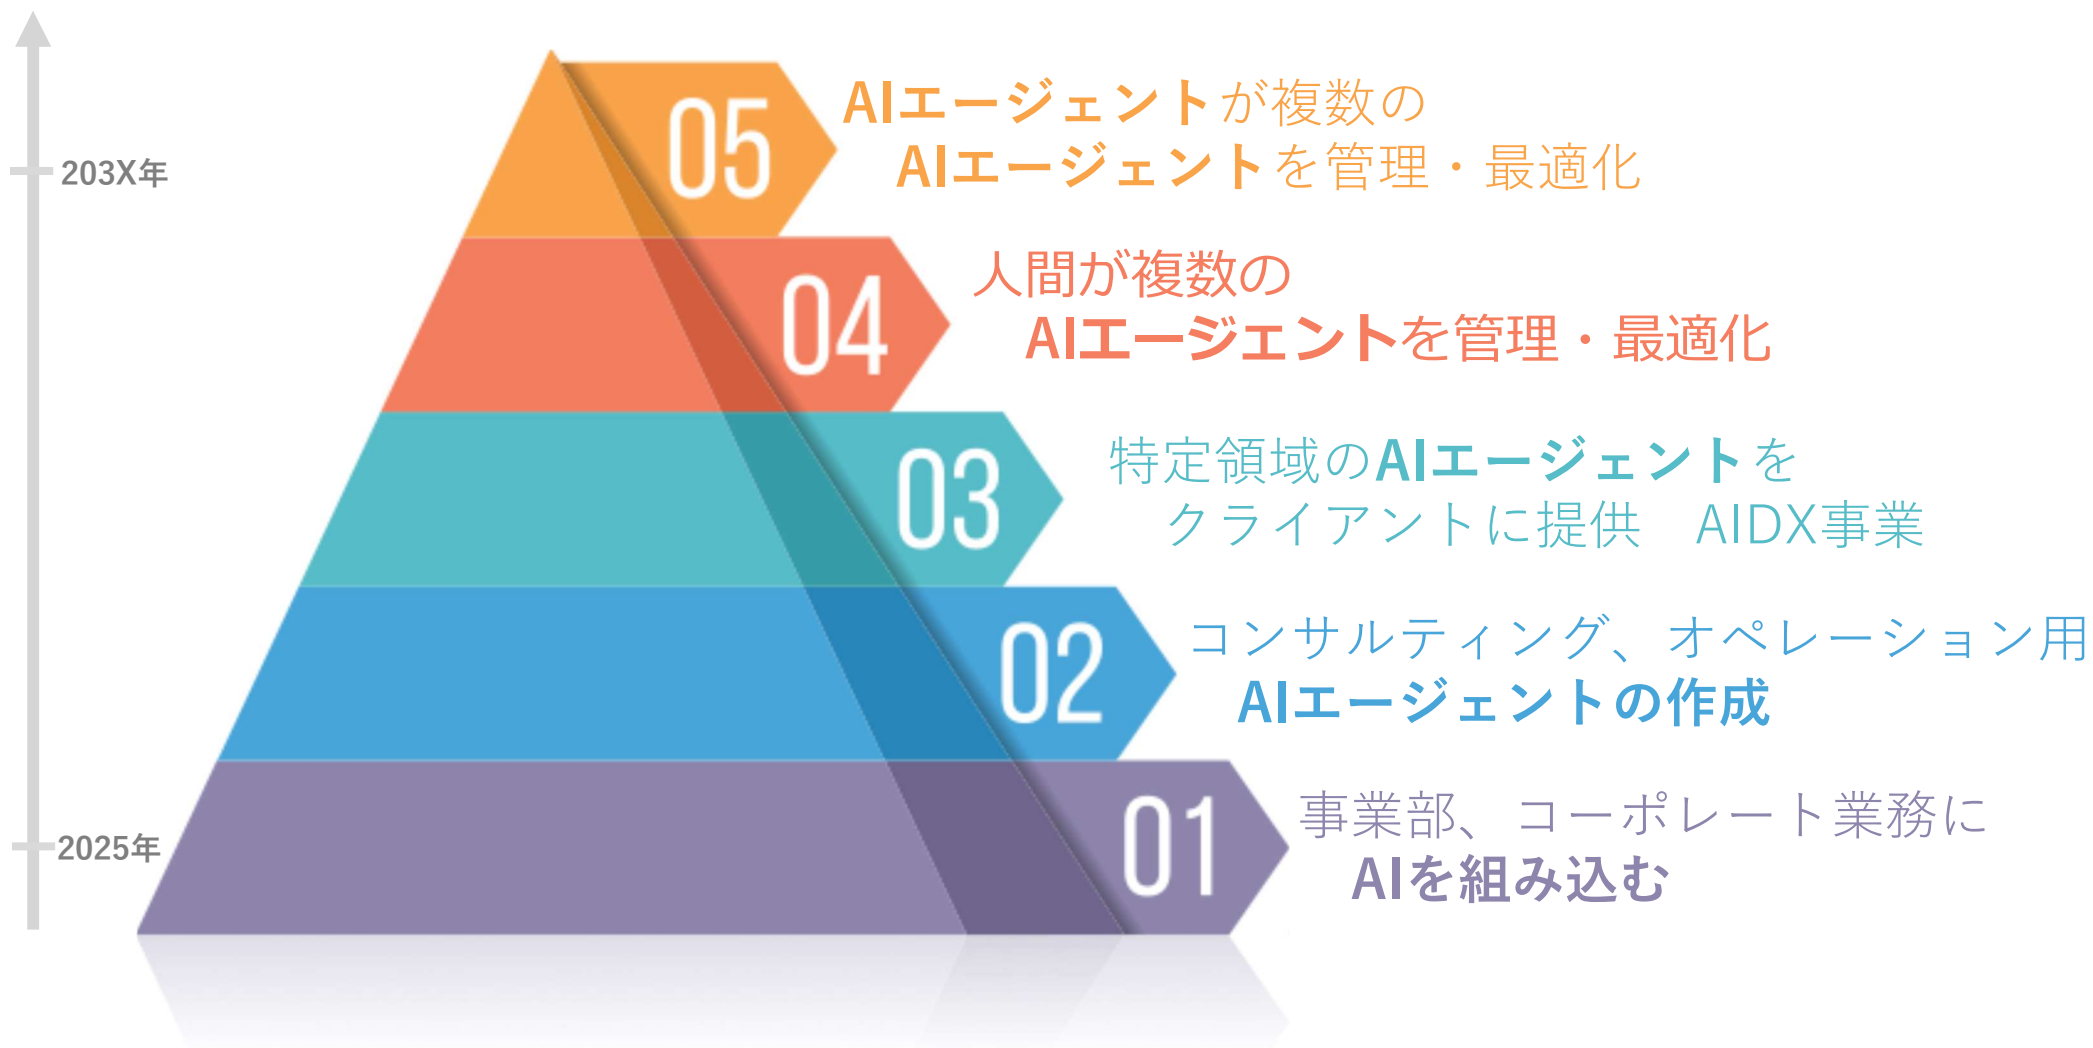 203X年
05
AIエージェントが複数の
AIエージェントを管理・最適化
04
人間が複数の
AIエージェントを管理・最適化
03
特定領域のAIエージェントを
クライアントに提供　AIDX事業
02
コンサルティング、オペレーション用
AIエージェントの作成
2025年
01
事業部、コーポレート業務に
AIを組み込む